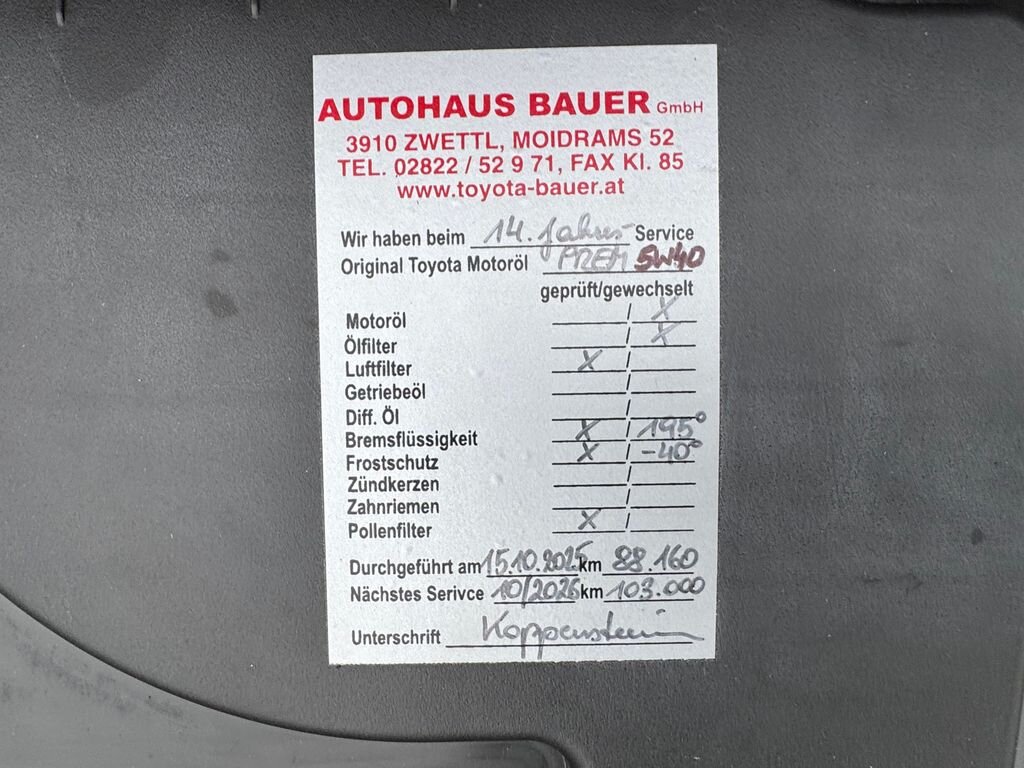 AUTOHAUS BAUER GmbH
3910 ZWETTL, MOIDRAMS 52
TEL. 02822 / 52 9 71, FAX Kl. 85
www.toyota-bauer.at
Wir haben beim 14. Jahres- Service
Original Toyota Motoröl PREM 5W40
geprüft/gewechselt
Motoröl / X
Ölfilter / X
Luftfilter X /
Getriebeöl /
Diff. Öl /
Bremsflüssigkeit X / 195°
Frostschutz X / -40°
Zündkerzen /
Zahnriemen /
Pollenfilter X /
Durchgeführt am 15.10.2025 km 88.160
Nächstes Serivce 10/2026 km 103.000
Unterschrift Koppensteiner